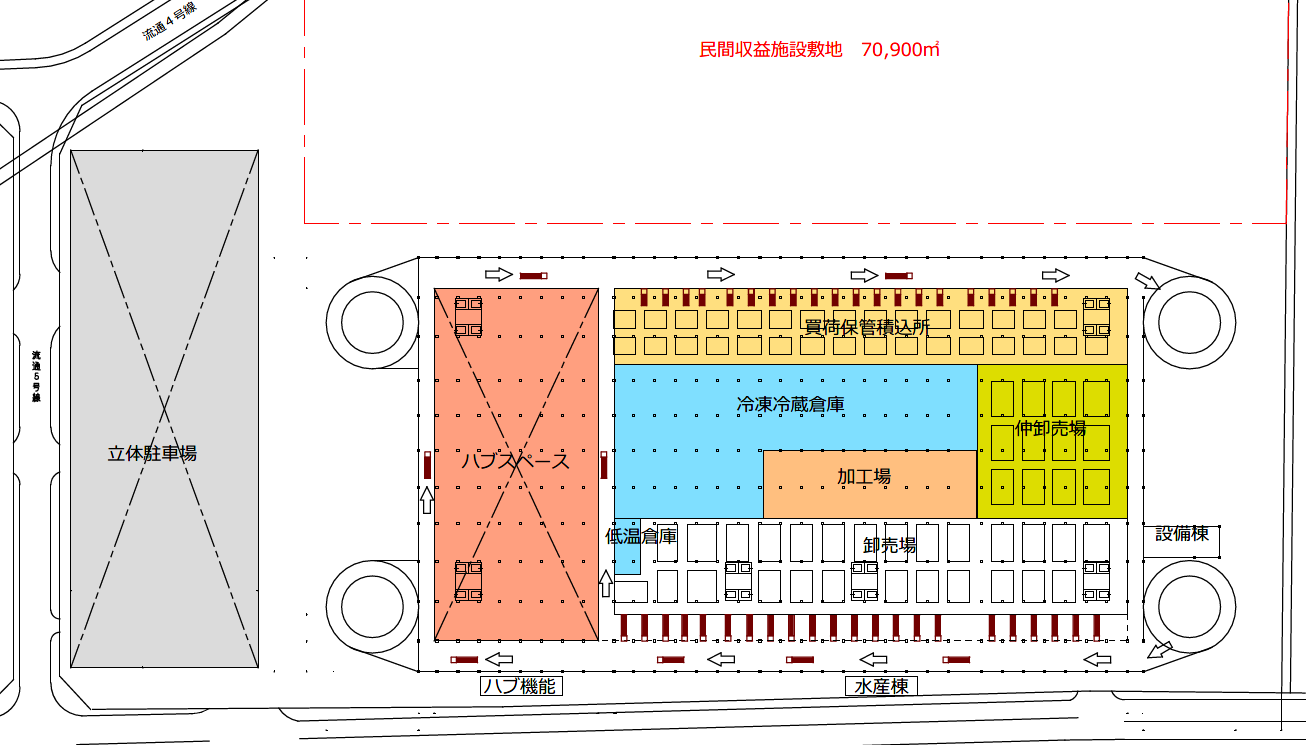 流通４号線
民間収益施設敷地　70,900㎡
買荷保管積込所
冷凍冷蔵倉庫
仲卸売場
立体駐車場
ハブスペース
加工場
流通５号線
低温倉庫
卸売場
設備棟
ハブ機能
水産棟